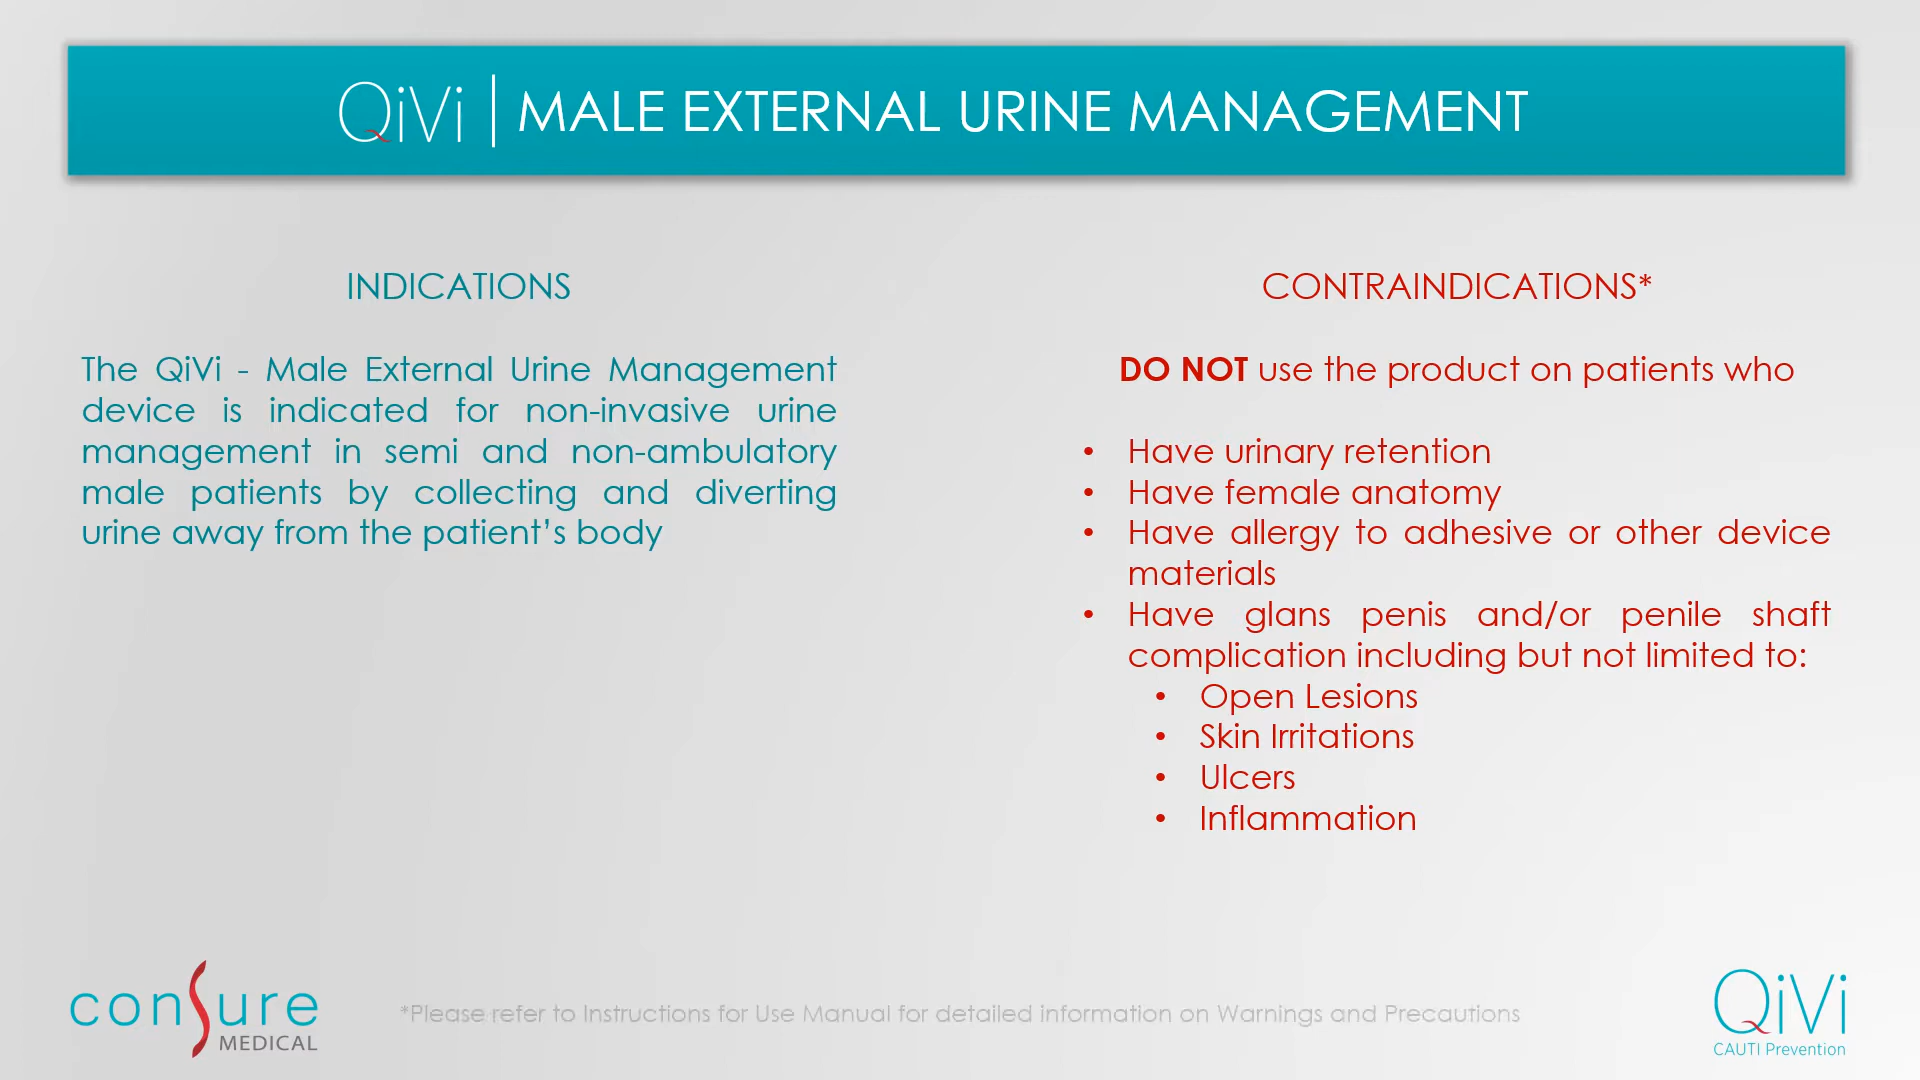 QiVi | MALE EXTERNAL URINE MANAGEMENT
INDICATIONS
The QiVi - Male External Urine Management
device is indicated for non-invasive urine
management in semi and non-ambulatory
male patients by collecting and diverting
urine away from the patient's body
CONTRAINDICATIONS*
DO NOT use the product on patients who
• Have urinary retention
• Have female anatomy
• Have allergy to adhesive or other device
materials
• Have glans penis and/or penile shaft
complication including but not limited to:
• Open Lesions
• Skin Irritations
• Ulcers
• Inflammation
consure
MEDICAL
*Please refer to Instructions for Use Manual for detailed information on Warnings and Precautions
QiVi
CAUTI Prevention